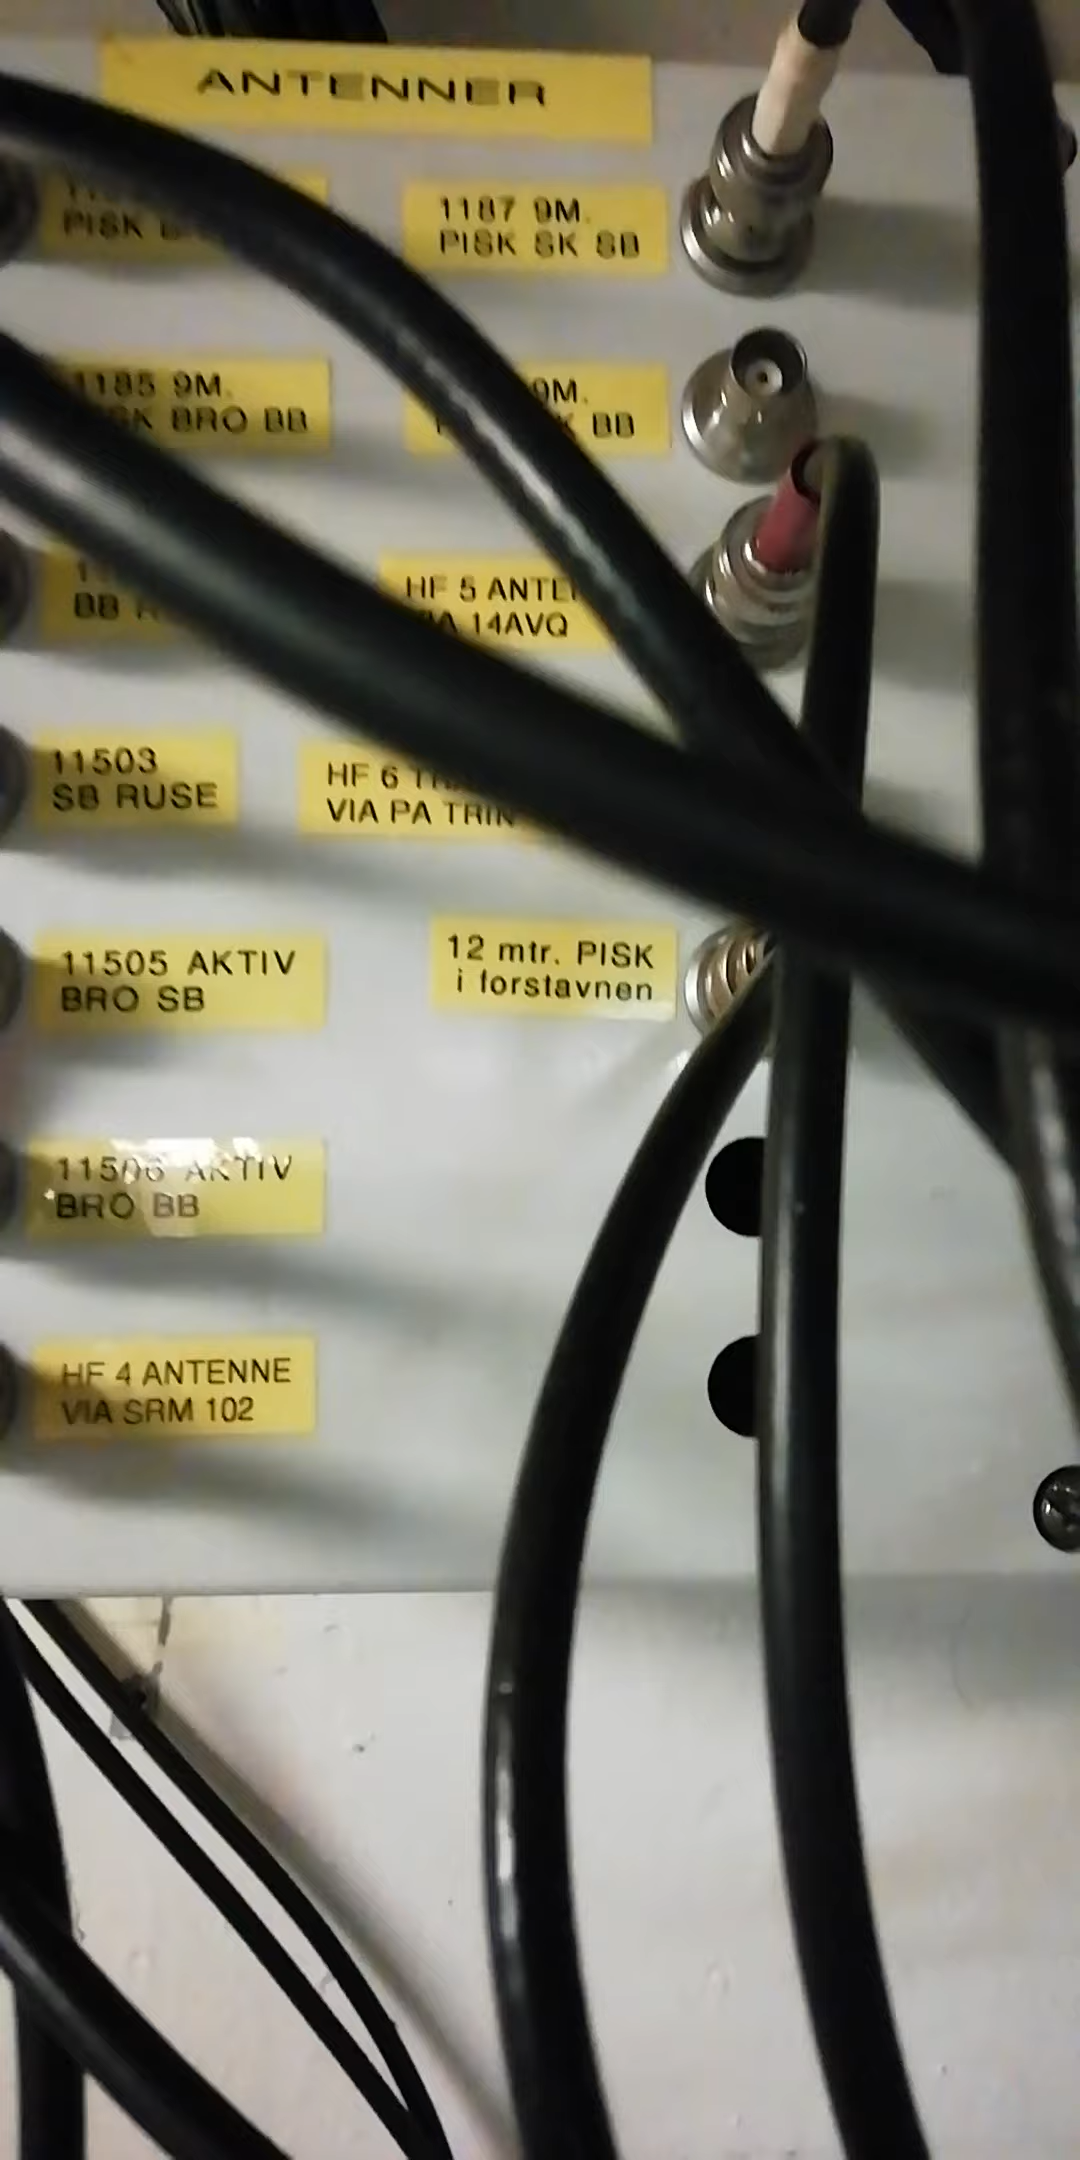 ANTENNER
PISK
1187 9M.
PISK SK SB
1185 9M.
BRO BB
9M.
BB
BB
HF 5
14AVQ
11503
SB RUSE
HF 6
VIA PA
11505 AKTIV
BRO SB
12 mtr. PISK
i forstavnen
11506 AKTIV
BRO BB
HF 4 ANTENNE
VIA SRM 102